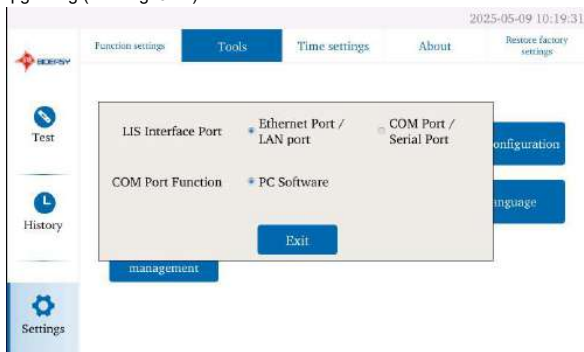 2025-05-09 10:19:31
BIOEASY
Function settings
Tools
Time settings
About
Restore factory
settings
Test
LIS Interface Port
Ethernet Port /
LAN port
COM Port /
Serial Port
onfiguration
COM Port Function
PC Software
anguage
History
Exit
management
Settings